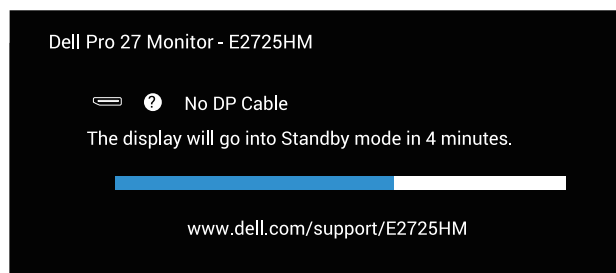 Dell Pro 27 Monitor - E2725HM
? No DP Cable
The display will go into Standby mode in 4 minutes.
www.dell.com/support/E2725HM